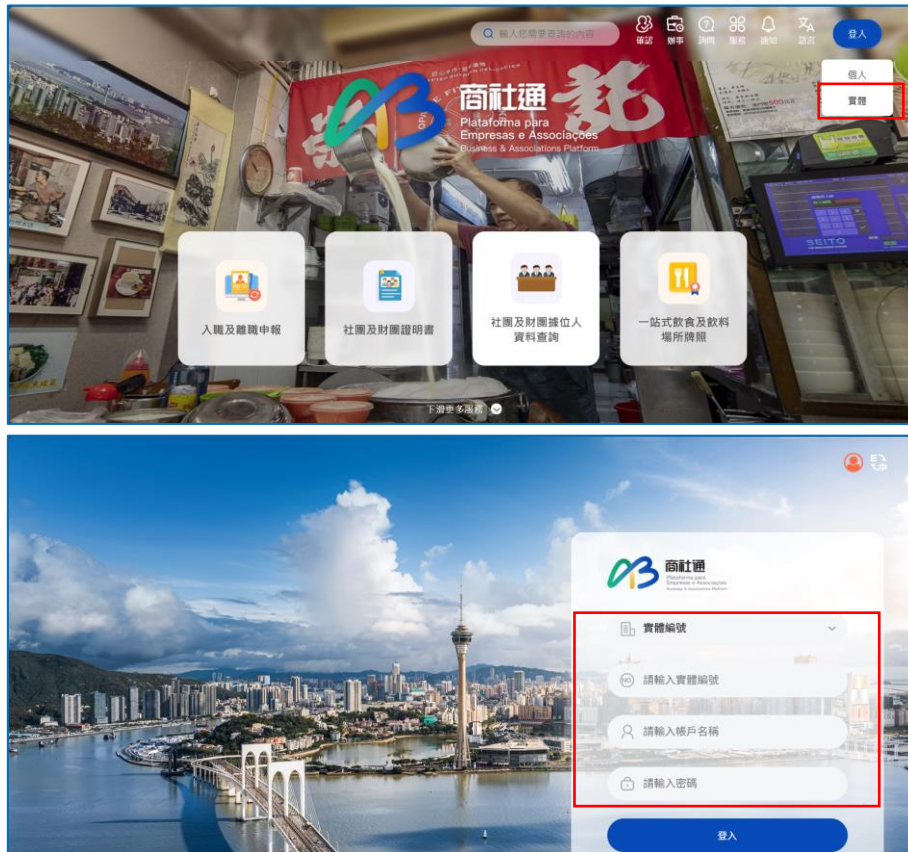 輸入您需要查詢的內容
確認
辦事
詢問
服務
通知
語言
登入
個人
實體
商社通
Plataforma para
Empresas e Associações
Business & Associations Platform
記
SEITO
入職及離職申報
社團及財團證明書
社團及財團據位人
資料查詢
一站式飲食及飲料
場所牌照
下滑更多服務
商社通
Plataforma para
Empresas e Associações
Business & Associations Platform
實體編號
NO
請輸入實體編號
請輸入帳戶名稱
請輸入密碼
登入